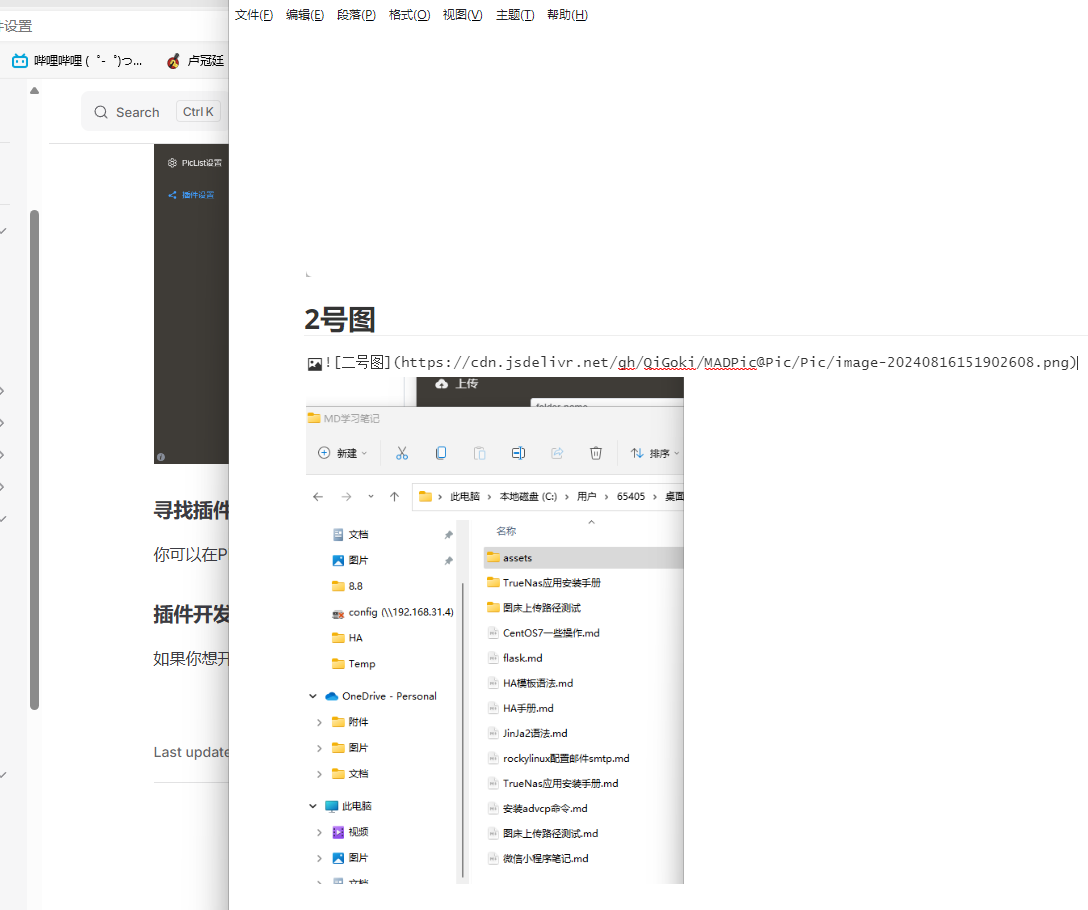 件设置
哔哩哔哩 ( ゜- ゜)つ...
卢冠廷
Search
Ctrl K
PicList设置
插件设置
寻找插件
你可以在P
插件开发
如果你想开
Last update
文件(F) 编辑(E) 段落(P) 格式(O) 视图(V) 主题(T) 帮助(H)
2号图
![二号图](https://cdn.jsdelivr.net/gh/QiGoki/MADPic@Pic/Pic/image-20240816151902608.png)
上传
folder name
MD学习笔记
新建
排序
此电脑 › 本地磁盘 (C:) › 用户 › 65405 › 桌面
文档
图片
8.8
config (\\192.168.31.4)
HA
Temp
OneDrive - Personal
附件
图片
文档
此电脑
视频
图片
文档
名称
assets
TrueNas应用安装手册
图床上传路径测试
CentOS7一些操作.md
flask.md
HA模板语法.md
HA手册.md
JinJa2语法.md
rockylinux配置邮件smtp.md
TrueNas应用安装手册.md
安装advcp命令.md
图床上传路径测试.md
微信小程序笔记.md